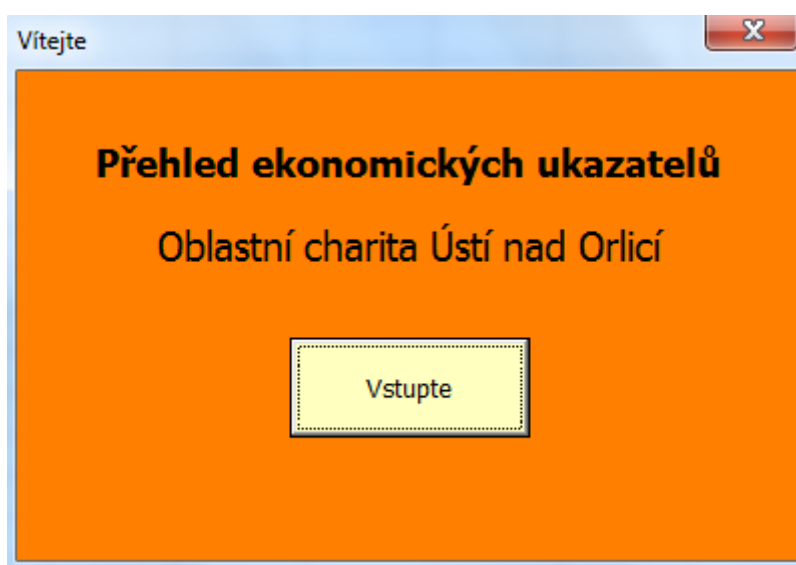 Vítejte
Přehled ekonomických ukazatelů
Oblastní charita Ústí nad Orlicí
Vstupte